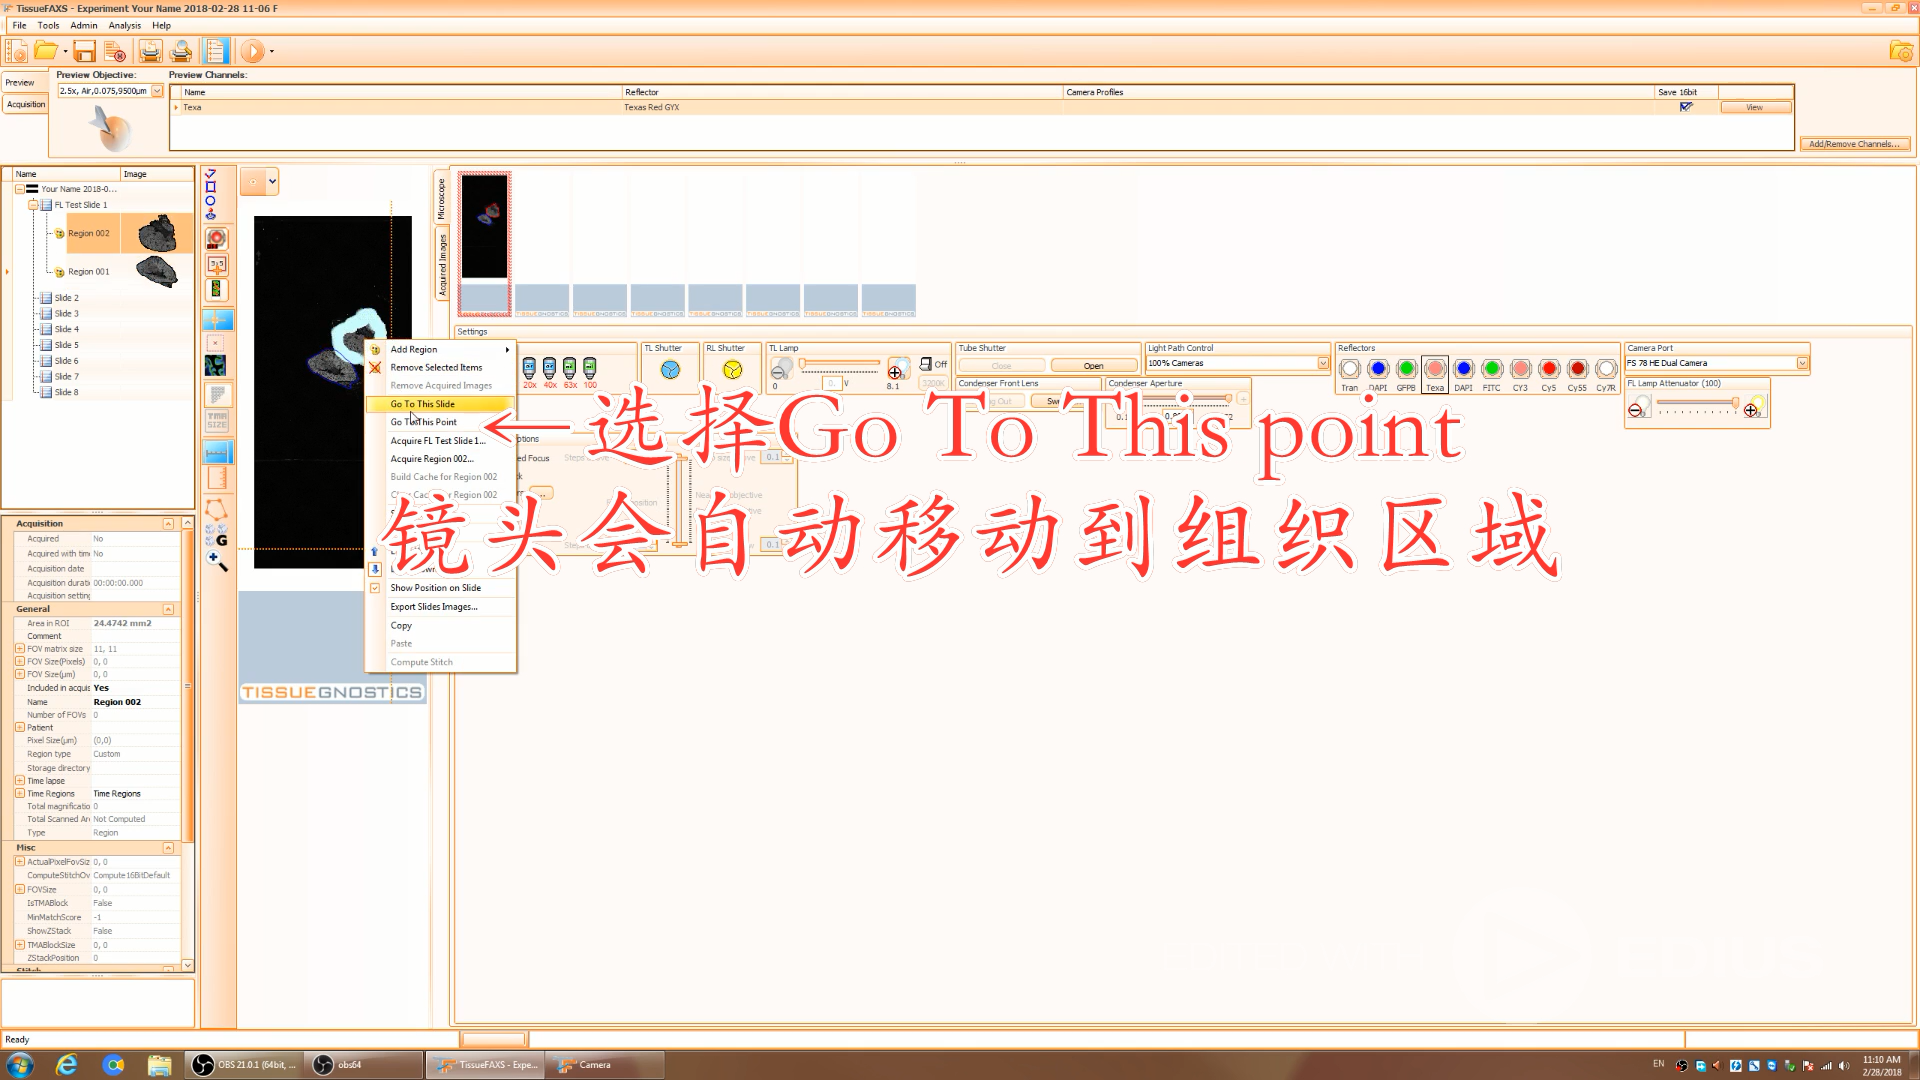 TissueFAXS - Experiment Your Name 2018-02-28 11-06 F
File Tools Admin Analysis Help
Preview
Acquisition
Preview Objective:
2.5x, Air,0.075,9500µm
Preview Channels:
Name Reflector Camera Profiles Save 16bit
Texa Texas Red GYX View
Add/Remove Channels...
Name Image
Your Name 2018-0...
FL Test Slide 1
Region 002
Region 001
Slide 2
Slide 3
Slide 4
Slide 5
Slide 6
Slide 7
Slide 8
TMA SIZE
G
Microscope
Acquired Images
TISSUEGNOSTICS
TISSUEGNOSTICS
TISSUEGNOSTICS
TISSUEGNOSTICS
TISSUEGNOSTICS
TISSUEGNOSTICS
TISSUEGNOSTICS
TISSUEGNOSTICS
Settings
20x 40x 63x 100
TL Shutter
RL Shutter
TL Lamp
0 0. V 8.1
Off
3200K
Tube Shutter
Close Open
Light Path Control
100% Cameras
Condenser Front Lens
Condenser Aperture
Reflectors
Tran DAPI GFPB Texa DAPI FITC CY3 Cy5 Cy55 Cy7R
Camera Port
FS 78 HE Dual Camera
FL Lamp Attenuator (100)
Add Region
Remove Selected Items
Remove Acquired Images
Go To This Slide
Go To This Point
Acquire FL Test Slide 1...
Acquire Region 002...
Build Cache for Region 002
Show Position on Slide
Export Slides Images...
Copy
Paste
Compute Stitch
选择Go To This point
镜头会自动移动到组织区域
Acquisition
Acquired No
Acquired with time No
Acquisition date
Acquisition durati 00:00:00.000
Acquisition setting
General
Area in ROI 24.4742 mm2
Comment
FOV matrix size 11, 11
FOV Size(Pixels) 0, 0
FOV Size(µm) 0, 0
Included in acquis Yes
Name Region 002
Number of FOVs 0
Patient
Pixel Size(µm) (0,0)
Region type Custom
Storage directory
Time lapse
Time Regions Time Regions
Total magnificatio 0
Total Scanned Are Not Computed
Type Region
Misc
ActualPixelFovSiz 0, 0
ComputeStitchOv Compute16BitDefault
FOVSize 0, 0
IsTMABlock False
MinMatchScore -1
ShowZStack False
TMABlockSize 0, 0
ZStackPosition 0
Ready
OBS 21.0.1 (64bit, ...
obs64
TissueFAXS - Expe...
Camera
EN
11:10 AM
2/28/2018